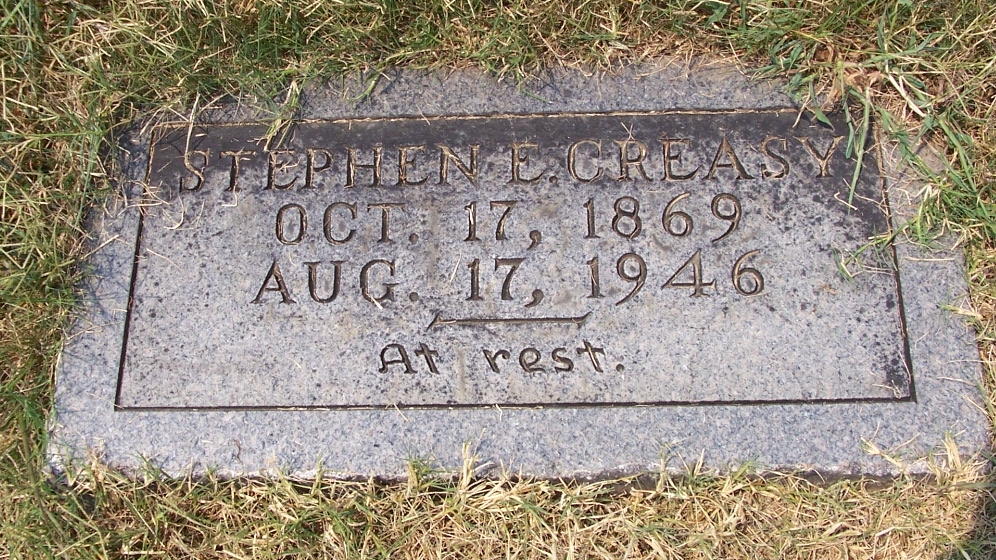 STEPHEN E. CREASY
OCT. 17, 1869
AUG. 17, 1946
At rest.